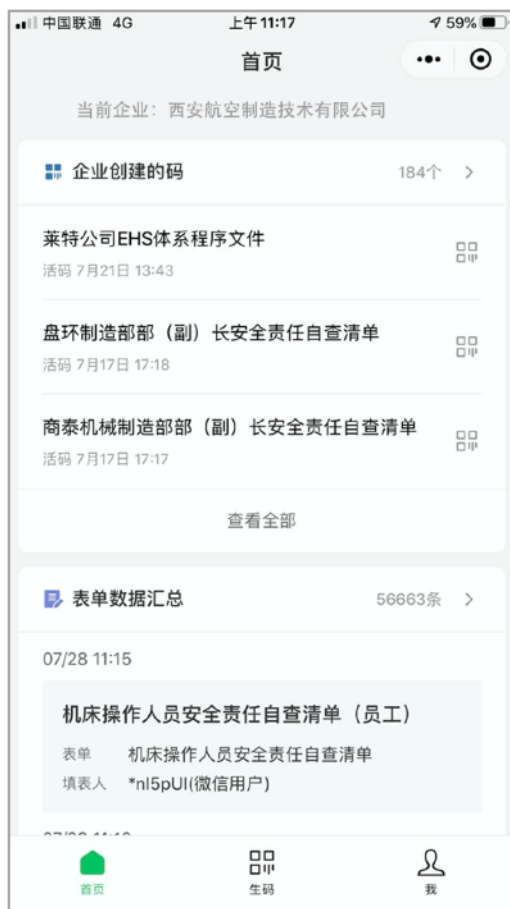 中国联通 4G 上午11:17 59%
首页
当前企业：西安航空制造技术有限公司
企业创建的码 184个
莱特公司EHS体系程序文件
活码 7月21日 13:43
盘环制造部部（副）长安全责任自查清单
活码 7月17日 17:18
商泰机械制造部部（副）长安全责任自查清单
活码 7月17日 17:17
查看全部
表单数据汇总 56663条
07/28 11:15
机床操作人员安全责任自查清单（员工）
表单 机床操作人员安全责任自查清单
填表人 *nl5pUI(微信用户)
首页 生码 我